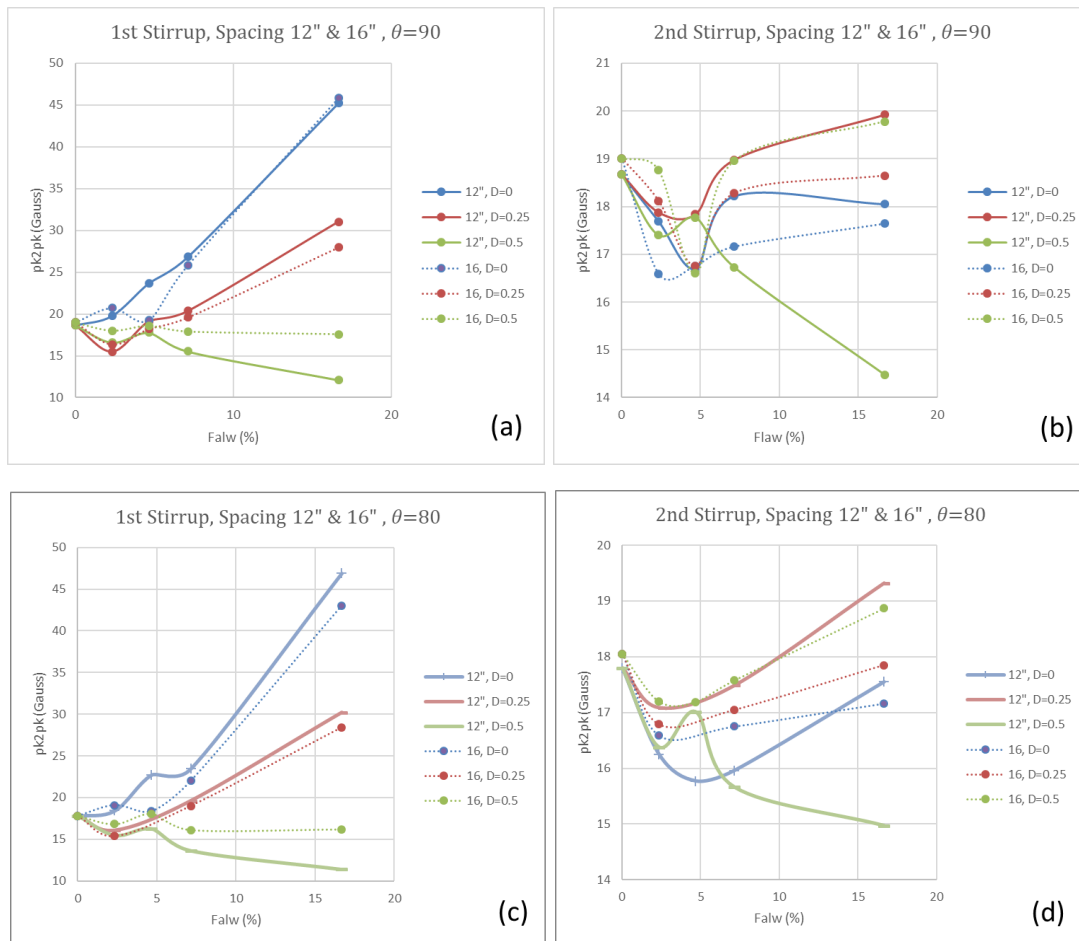 1st Stirrup, Spacing 12" & 16" , θ=90
50
45
40
35
30
25
20
15
10
pk2pk (Gauss)
0
10
20
Falw (%)
12", D=0
12", D=0.25
12", D=0.5
16, D=0
16, D=0.25
16, D=0.5
(a)
2nd Stirrup, Spacing 12" & 16" , θ=90
21
20
19
18
17
16
15
14
pk2pk (Gauss)
0
5
10
15
20
Flaw (%)
12", D=0
12", D=0.25
12", D=0.5
16, D=0
16, D=0.25
16, D=0.5
(b)
1st Stirrup, Spacing 12" & 16" , θ=80
50
45
40
35
30
25
20
15
10
pk2pk (Gauss)
0
5
10
15
20
Falw (%)
12", D=0
12", D=0.25
12", D=0.5
16, D=0
16, D=0.25
16, D=0.5
(c)
2nd Stirrup, Spacing 12" & 16" , θ=80
20
19
18
17
16
15
14
pk2pk (Gauss)
0
5
10
15
20
Flaw (%)
12", D=0
12", D=0.25
12", D=0.5
16, D=0
16, D=0.25
16, D=0.5
(d)